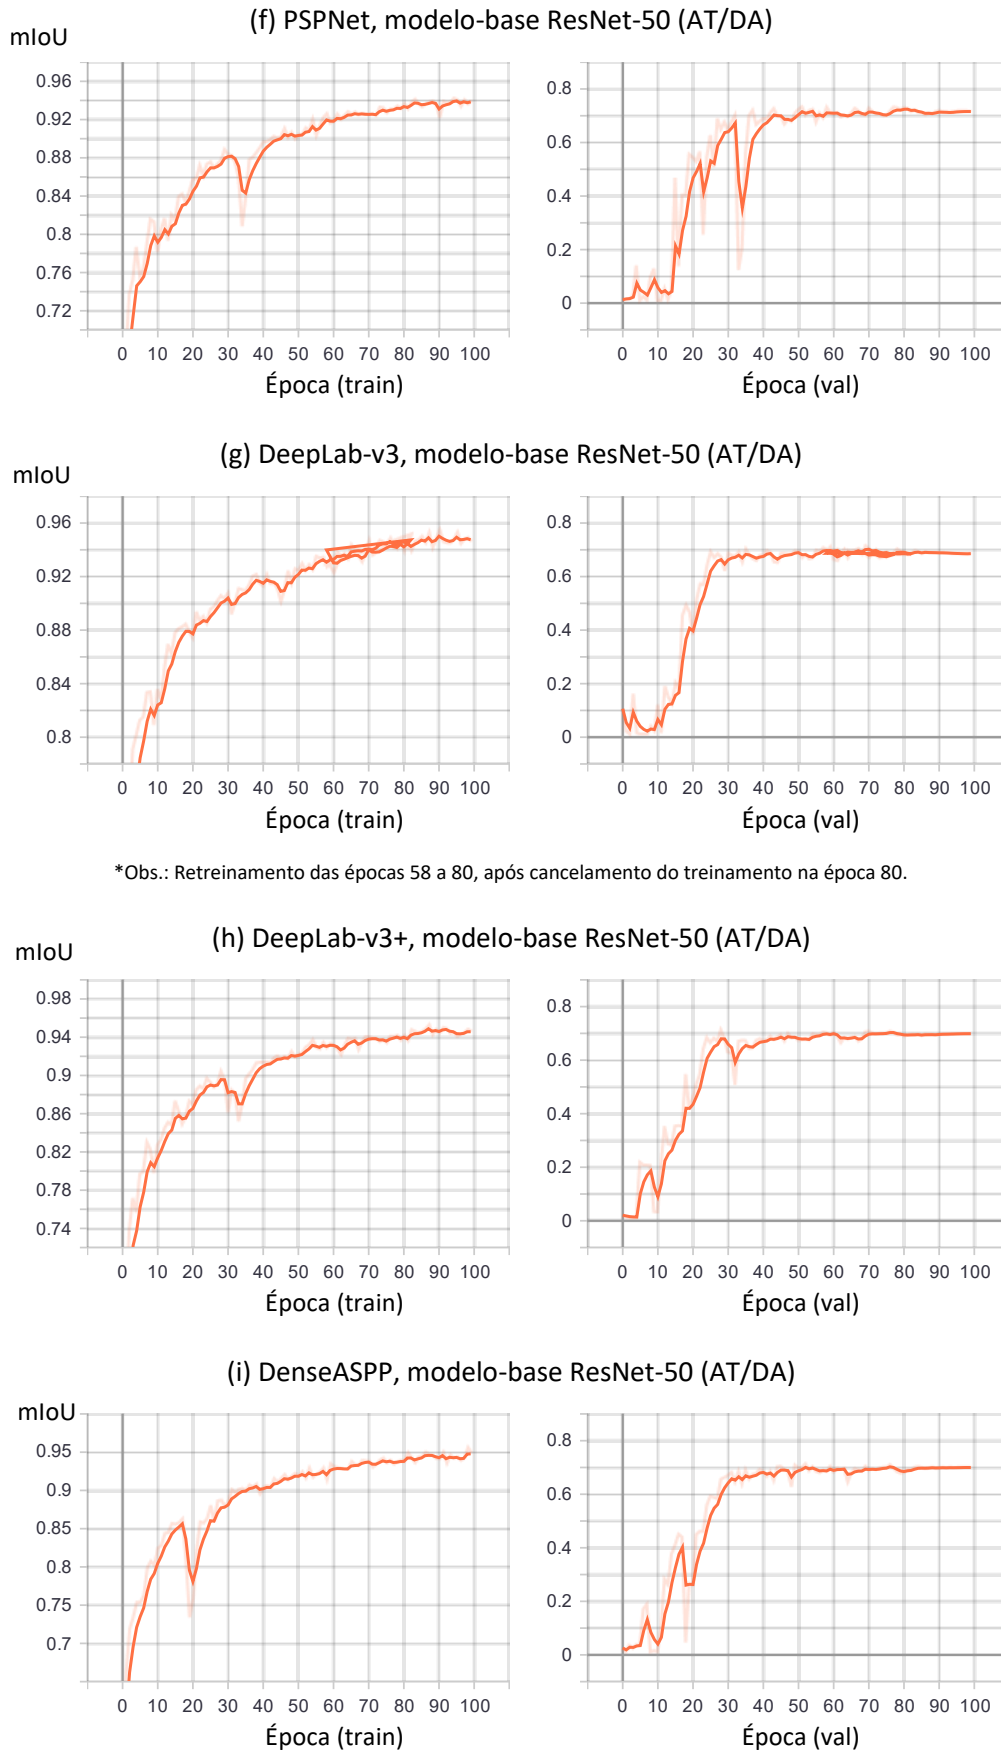 (f) PSPNet, modelo-base ResNet-50 (AT/DA)
mIoU
0.96
0.92
0.88
0.84
0.8
0.76
0.72
0 10 20 30 40 50 60 70 80 90 100
Época (train)
0.8
0.6
0.4
0.2
0
0 10 20 30 40 50 60 70 80 90 100
Época (val)
(g) DeepLab-v3, modelo-base ResNet-50 (AT/DA)
mIoU
0.96
0.92
0.88
0.84
0.8
0 10 20 30 40 50 60 70 80 90 100
Época (train)
0.8
0.6
0.4
0.2
0
0 10 20 30 40 50 60 70 80 90 100
Época (val)
*Obs.: Retreinamento das épocas 58 a 80, após cancelamento do treinamento na época 80.
(h) DeepLab-v3+, modelo-base ResNet-50 (AT/DA)
mIoU
0.98
0.94
0.9
0.86
0.82
0.78
0.74
0 10 20 30 40 50 60 70 80 90 100
Época (train)
0.8
0.6
0.4
0.2
0
0 10 20 30 40 50 60 70 80 90 100
Época (val)
(i) DenseASPP, modelo-base ResNet-50 (AT/DA)
mIoU
0.95
0.9
0.85
0.8
0.75
0.7
0 10 20 30 40 50 60 70 80 90 100
Época (train)
0.8
0.6
0.4
0.2
0
0 10 20 30 40 50 60 70 80 90 100
Época (val)